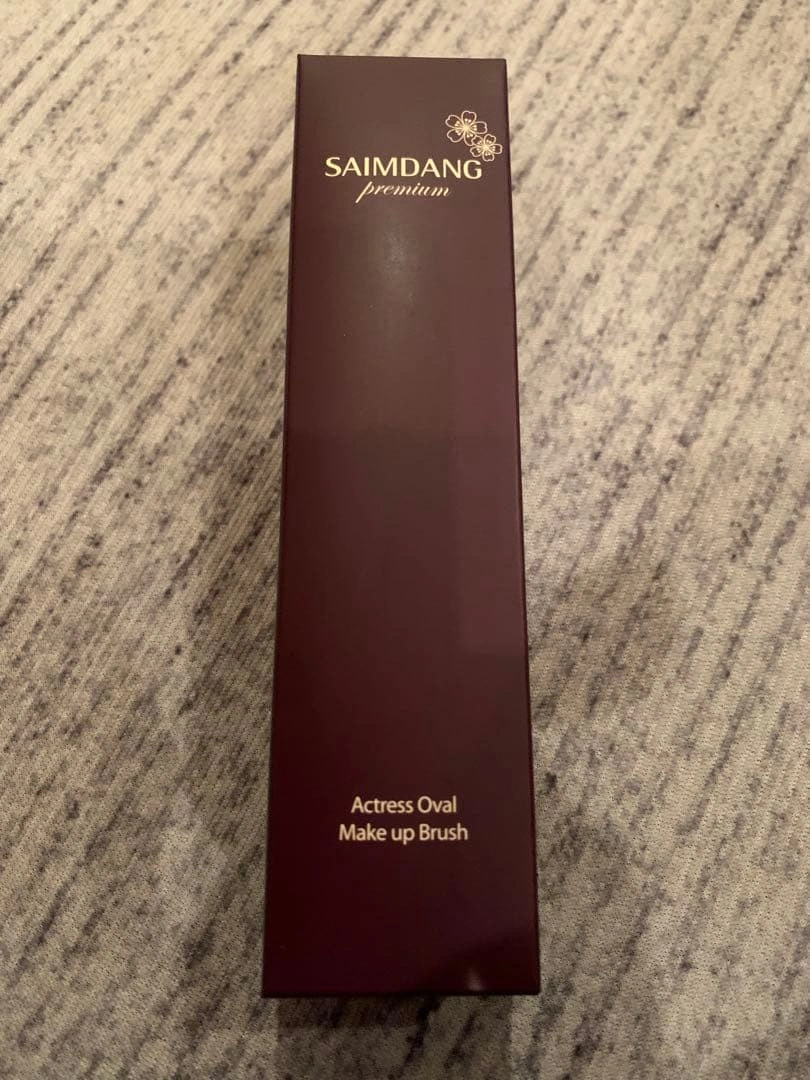 SAIMDANG
premium
Actress Oval
Make up Brush